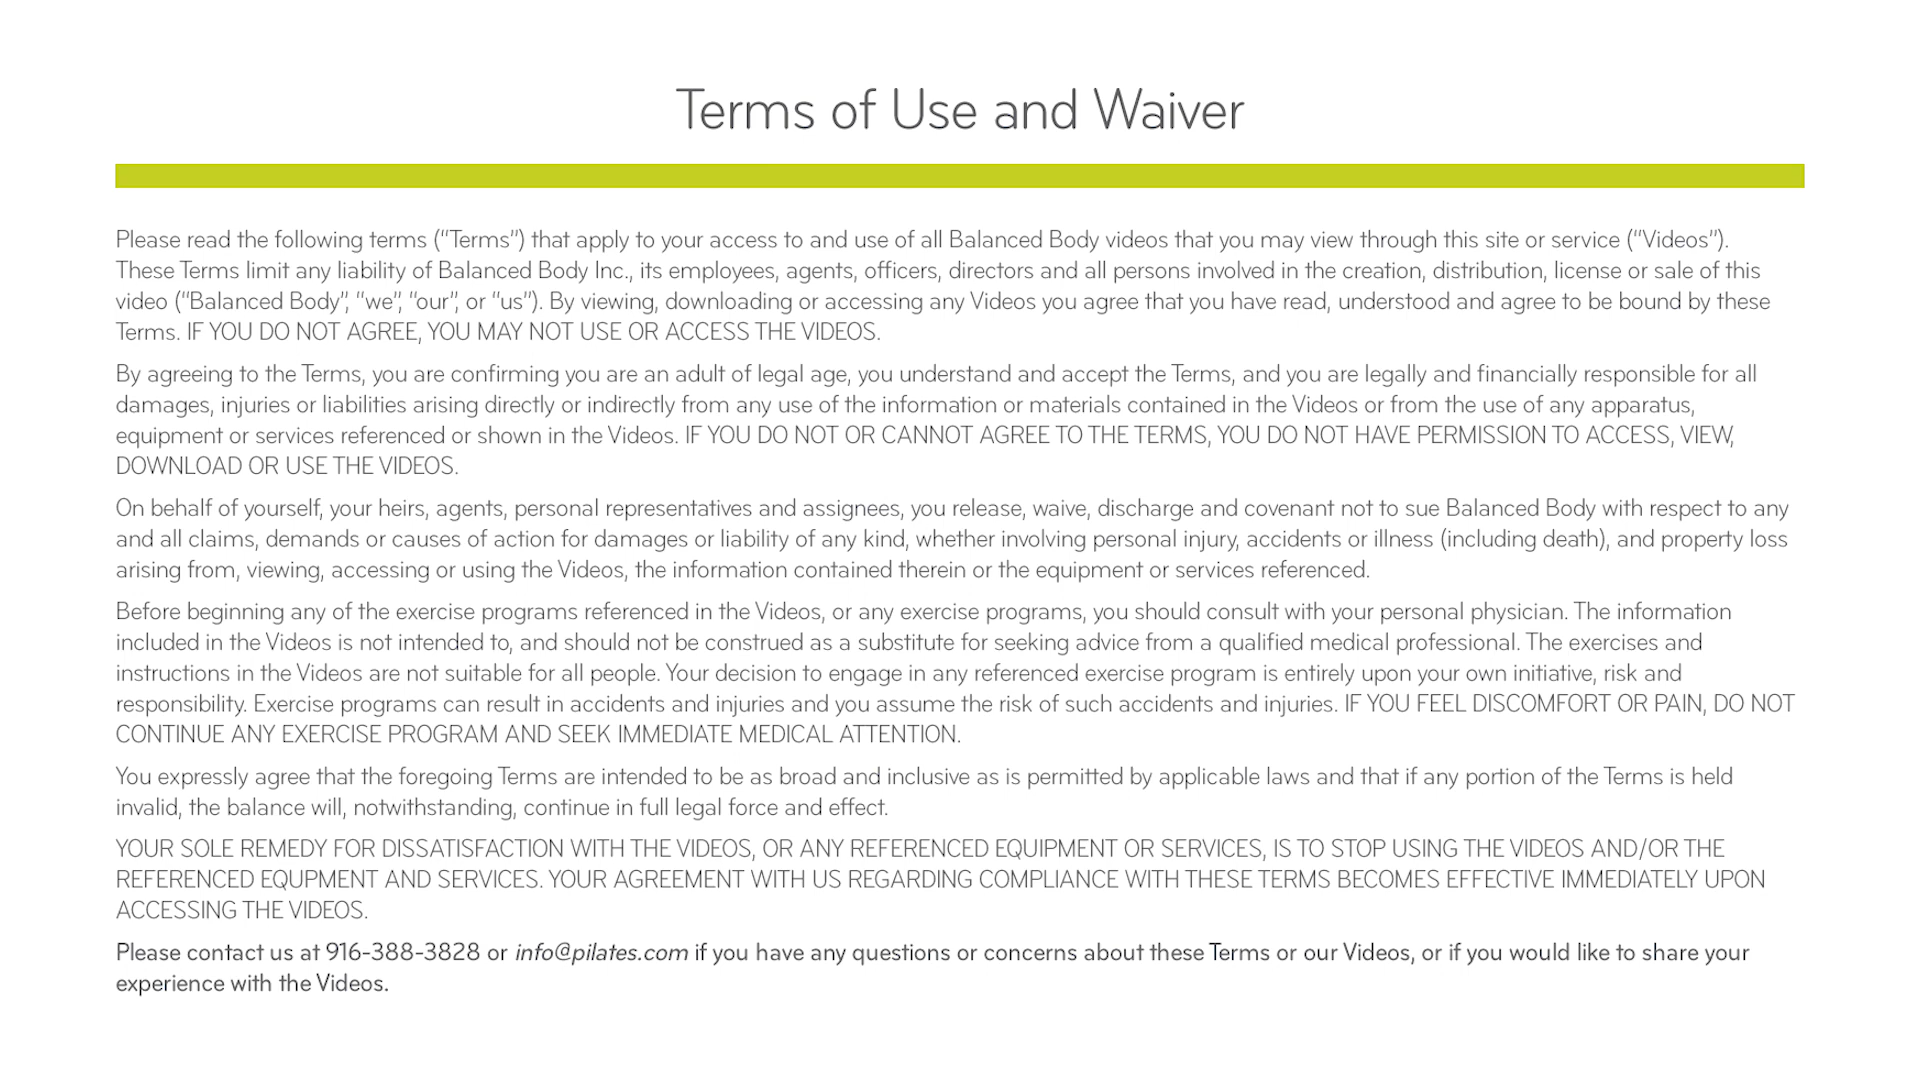 Terms of Use and Waiver
Please read the following terms (“Terms”) that apply to your access to and use of all Balanced Body videos that you may view through this site or service (“Videos”).
These Terms limit any liability of Balanced Body Inc., its employees, agents, officers, directors and all persons involved in the creation, distribution, license or sale of this
video (“Balanced Body”, “we”, “our”, or “us”). By viewing, downloading or accessing any Videos you agree that you have read, understood and agree to be bound by these
Terms. IF YOU DO NOT AGREE, YOU MAY NOT USE OR ACCESS THE VIDEOS.
By agreeing to the Terms, you are confirming you are an adult of legal age, you understand and accept the Terms, and you are legally and financially responsible for all
damages, injuries or liabilities arising directly or indirectly from any use of the information or materials contained in the Videos or from the use of any apparatus,
equipment or services referenced or shown in the Videos. IF YOU DO NOT OR CANNOT AGREE TO THE TERMS, YOU DO NOT HAVE PERMISSION TO ACCESS, VIEW,
DOWNLOAD OR USE THE VIDEOS.
On behalf of yourself, your heirs, agents, personal representatives and assignees, you release, waive, discharge and covenant not to sue Balanced Body with respect to any
and all claims, demands or causes of action for damages or liability of any kind, whether involving personal injury, accidents or illness (including death), and property loss
arising from, viewing, accessing or using the Videos, the information contained therein or the equipment or services referenced.
Before beginning any of the exercise programs referenced in the Videos, or any exercise programs, you should consult with your personal physician. The information
included in the Videos is not intended to, and should not be construed as a substitute for seeking advice from a qualified medical professional. The exercises and
instructions in the Videos are not suitable for all people. Your decision to engage in any referenced exercise program is entirely upon your own initiative, risk and
responsibility. Exercise programs can result in accidents and injuries and you assume the risk of such accidents and injuries. IF YOU FEEL DISCOMFORT OR PAIN, DO NOT
CONTINUE ANY EXERCISE PROGRAM AND SEEK IMMEDIATE MEDICAL ATTENTION.
You expressly agree that the foregoing Terms are intended to be as broad and inclusive as is permitted by applicable laws and that if any portion of the Terms is held
invalid, the balance will, notwithstanding, continue in full legal force and effect.
YOUR SOLE REMEDY FOR DISSATISFACTION WITH THE VIDEOS, OR ANY REFERENCED EQUIPMENT OR SERVICES, IS TO STOP USING THE VIDEOS AND/OR THE
REFERENCED EQUPMENT AND SERVICES. YOUR AGREEMENT WITH US REGARDING COMPLIANCE WITH THESE TERMS BECOMES EFFECTIVE IMMEDIATELY UPON
ACCESSING THE VIDEOS.
Please contact us at 916-388-3828 or info@pilates.com if you have any questions or concerns about these Terms or our Videos, or if you would like to share your
experience with the Videos.